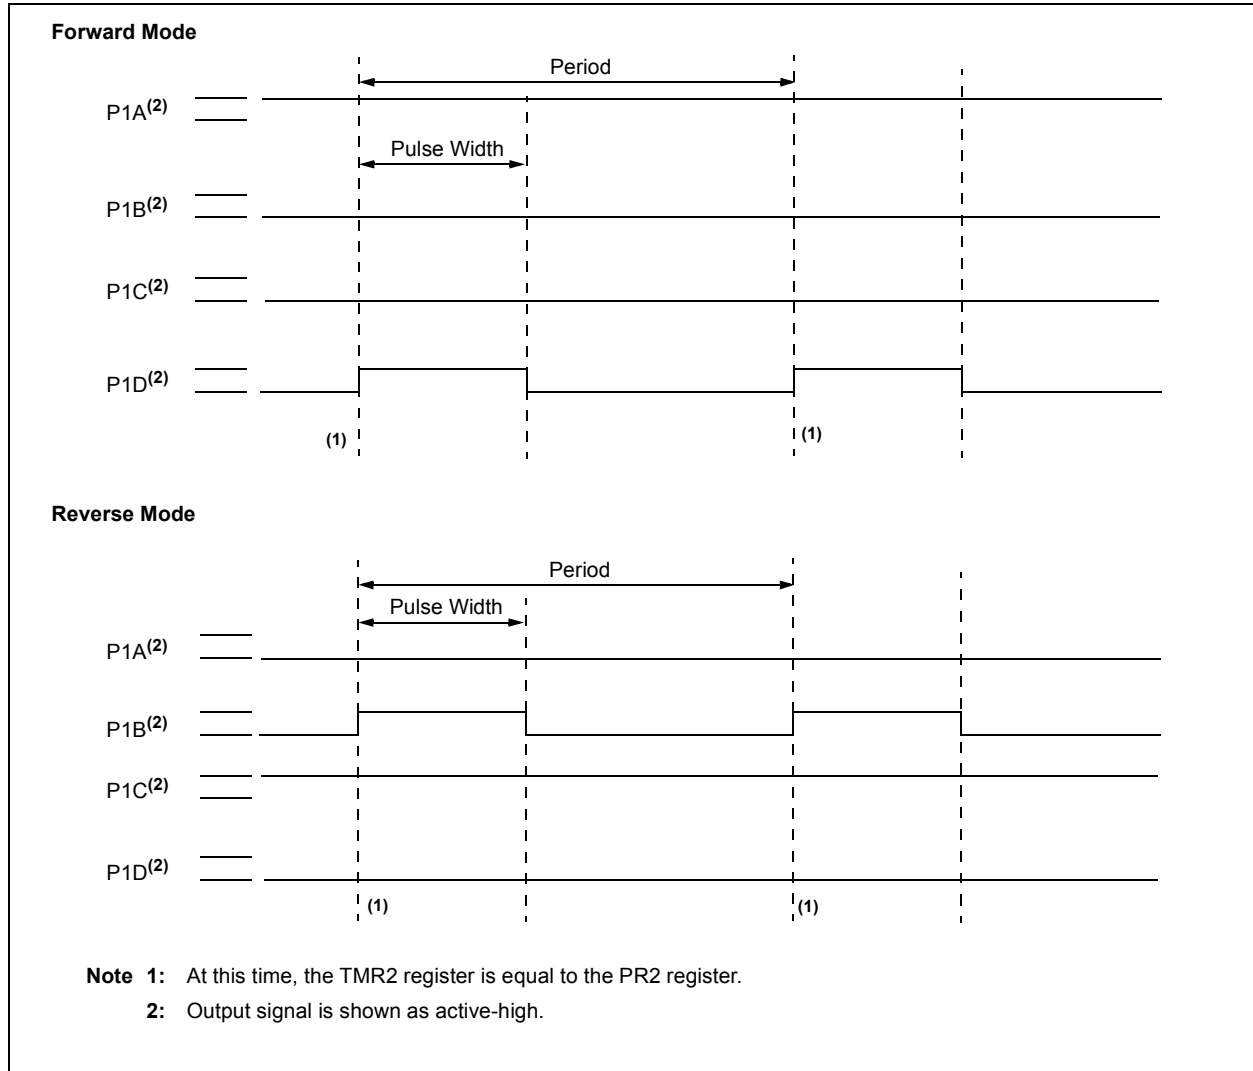 Forward Mode
Period
P1A(2)
Pulse Width
P1B(2)
P1C(2)
P1D(2)
(1) (1)
Reverse Mode
Period
Pulse Width
P1A(2)
P1B(2)
P1C(2)
P1D(2)
(1) (1)
Note 1: At this time, the TMR2 register is equal to the PR2 register.
2: Output signal is shown as active-high.